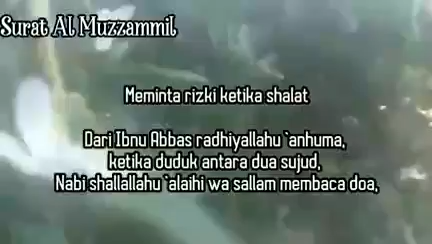 Surat Al Muzzammil
Meminta rizki ketika shalat
Dari Ibnu Abbas radhiyallahu `anhuma,
ketika duduk antara dua sujud,
Nabi shallallahu `alaihi wa sallam membaca doa,